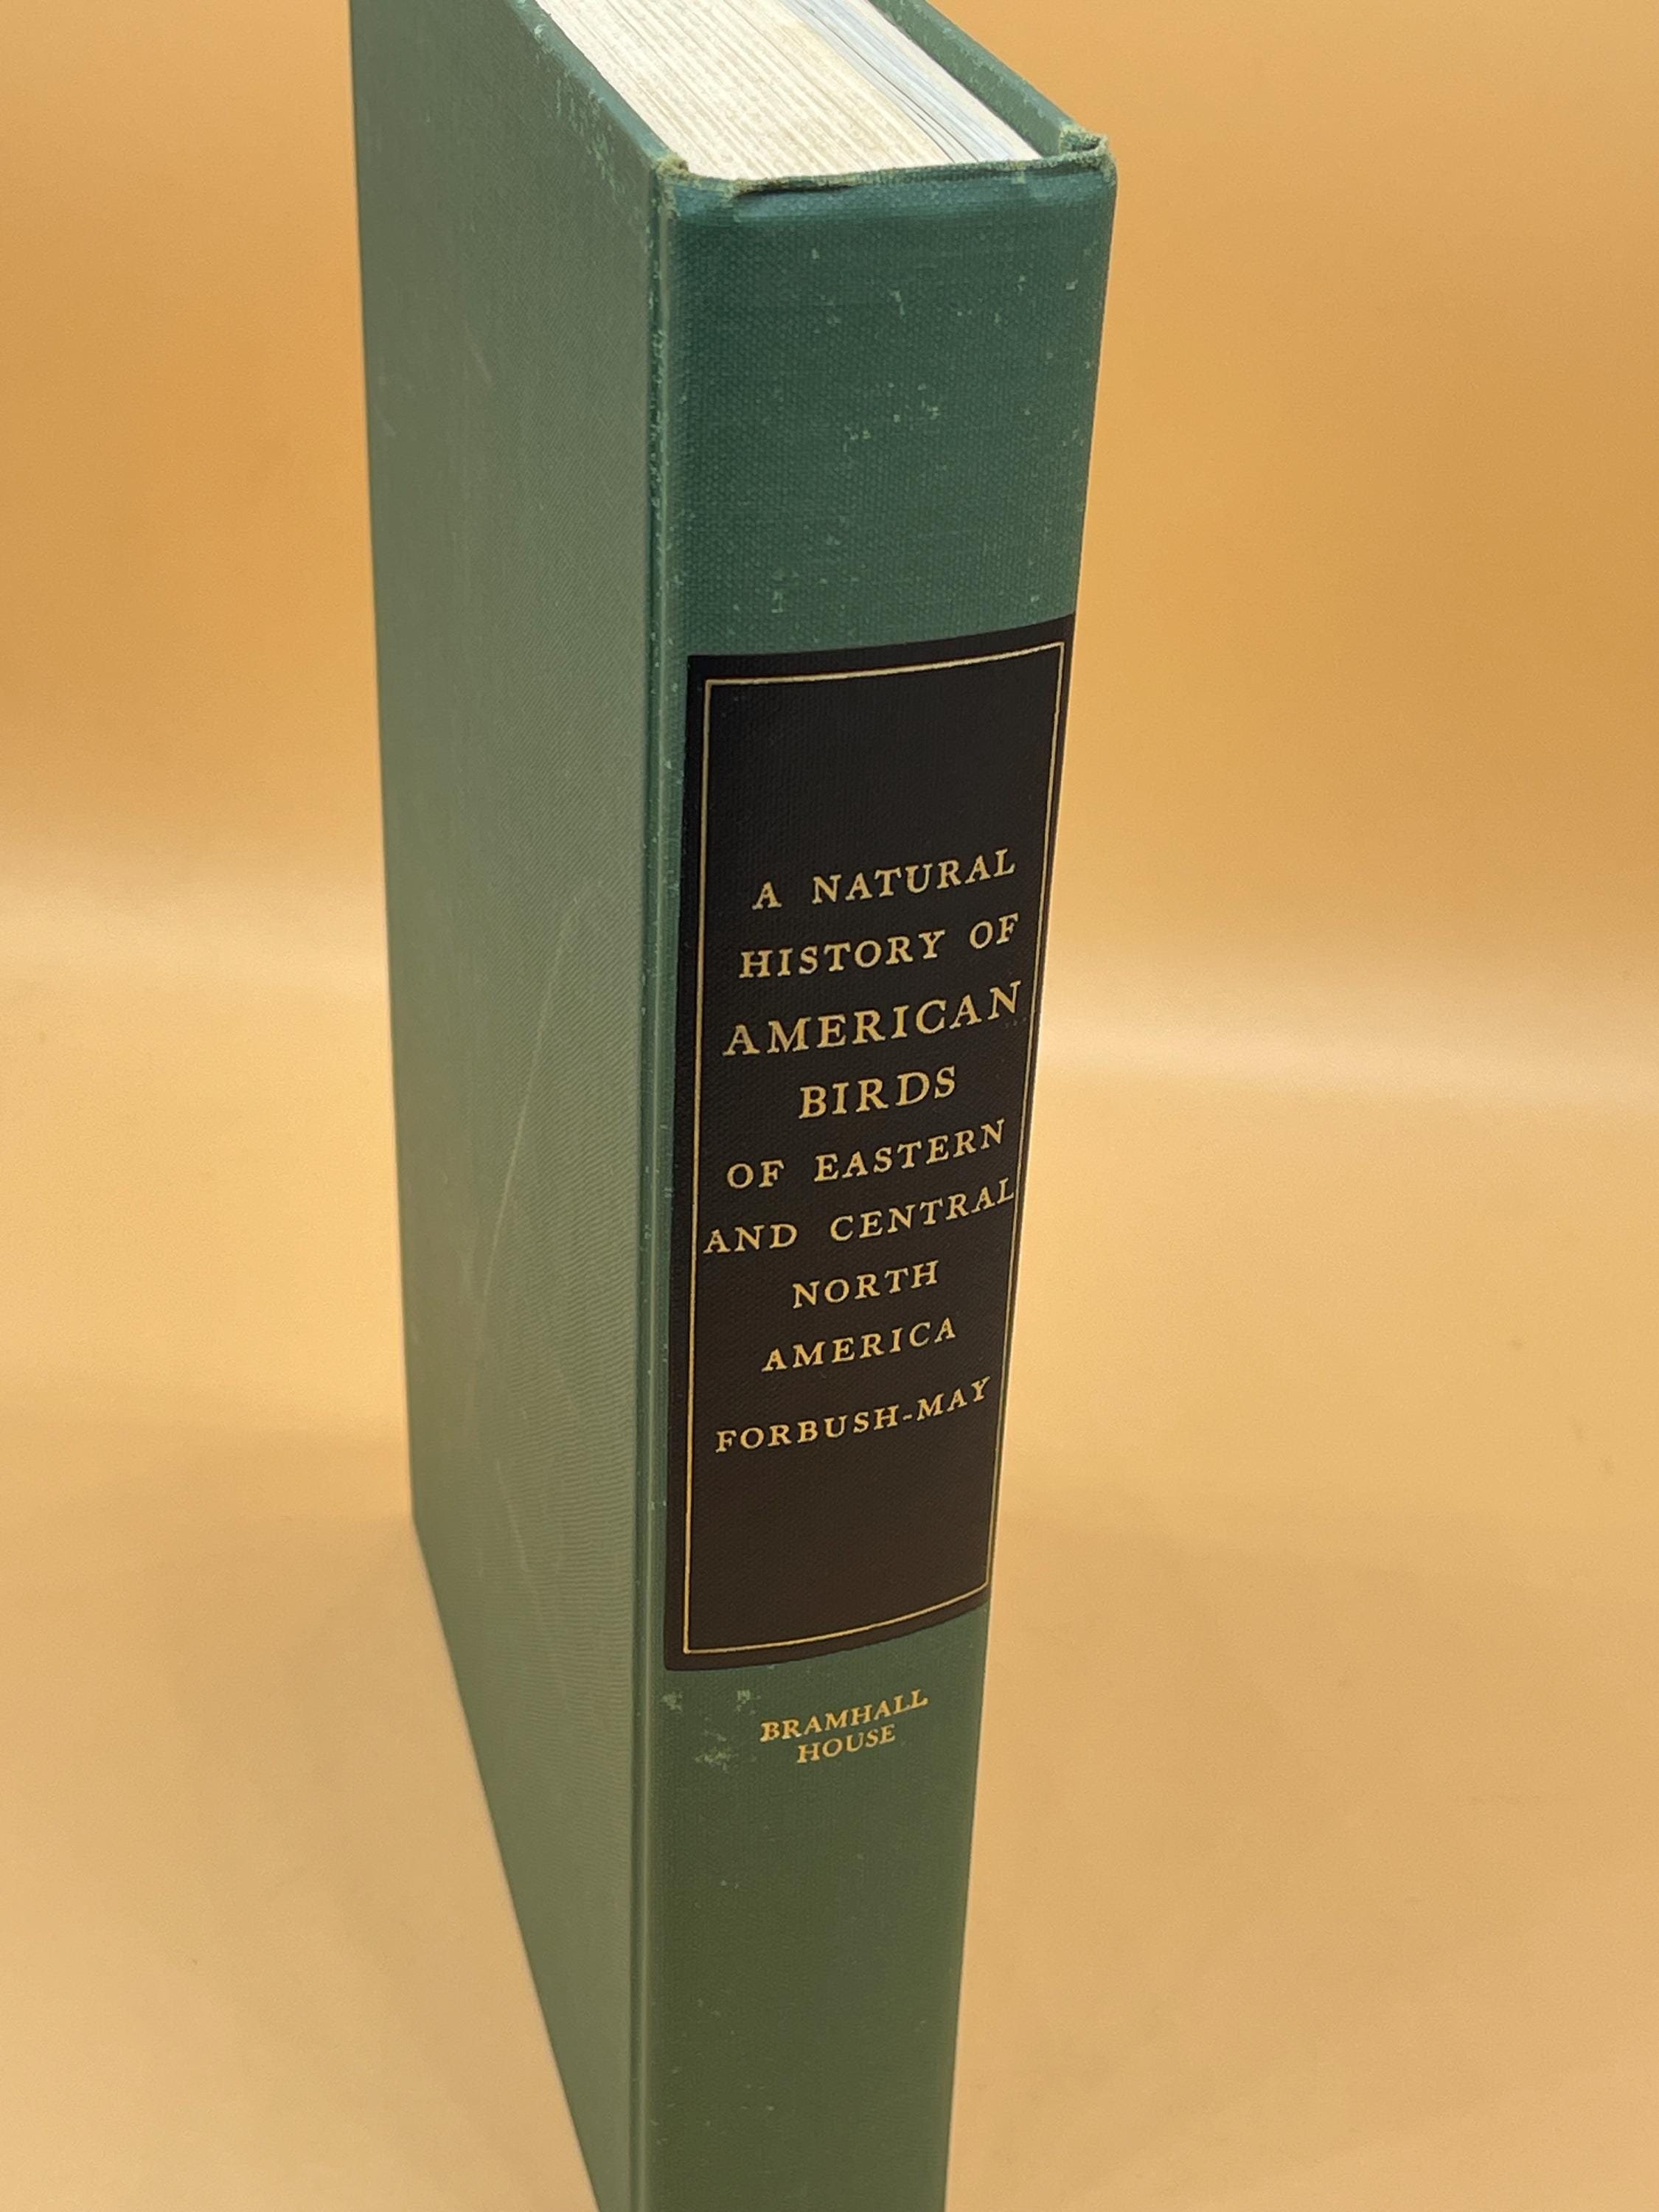 A NATURAL
HISTORY OF
AMERICAN
BIRDS
OF EASTERN
AND CENTRAL
NORTH
AMERICA
FORBUSH-MAY
BRAMHALL
HOUSE